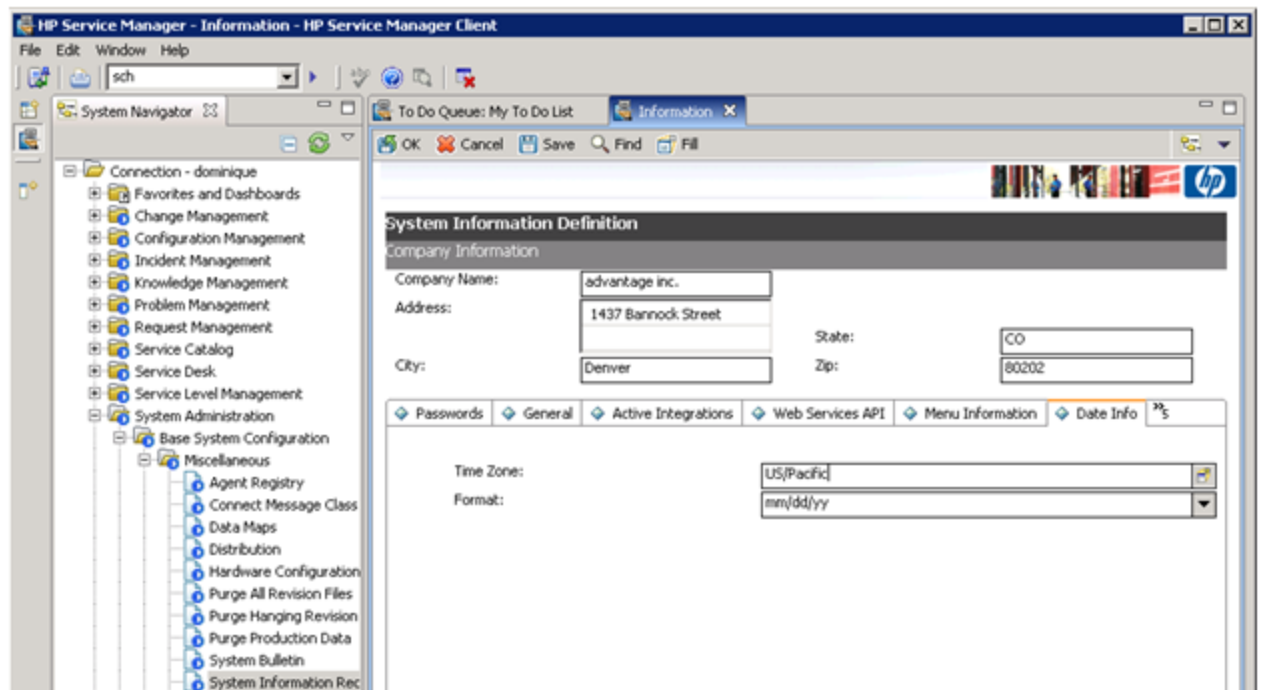 HP Service Manager - Information - HP Service Manager Client
File Edit Window Help
sch
System Navigator
To Do Queue: My To Do List
Information
OK Cancel Save Find Fill
hp
Connection - dominique
Favorites and Dashboards
Change Management
Configuration Management
Incident Management
Knowledge Management
Problem Management
Request Management
Service Catalog
Service Desk
Service Level Management
System Administration
Base System Configuration
Miscellaneous
Agent Registry
Connect Message Class
Data Maps
Distribution
Hardware Configuration
Purge All Revision Files
Purge Hanging Revision
Purge Production Data
System Bulletin
System Information Rec
System Information Definition
Company Information
Company Name: advantage inc.
Address: 1437 Bannock Street
State: CO
City: Denver Zip: 80202
Passwords General Active Integrations Web Services API Menu Information Date Info »5
Time Zone: US/Pacific
Format: mm/dd/yy